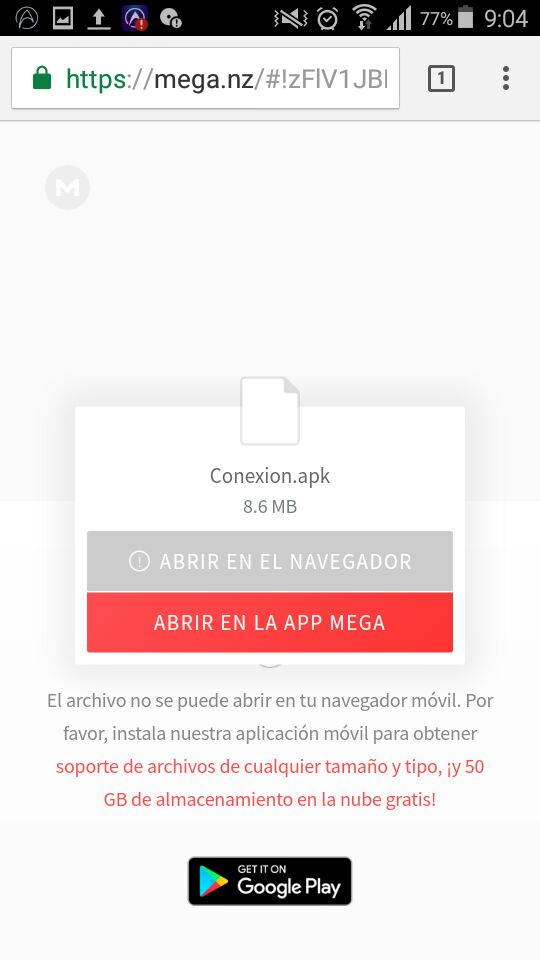 77% 9:04
https://mega.nz/#!zFlV1JB
1
M
Conexion.apk
8.6 MB
ABRIR EN EL NAVEGADOR
ABRIR EN LA APP MEGA
El archivo no se puede abrir en tu navegador móvil. Por
favor, instala nuestra aplicación móvil para obtener
soporte de archivos de cualquier tamaño y tipo, ¡y 50
GB de almacenamiento en la nube gratis!
GET IT ON
Google Play